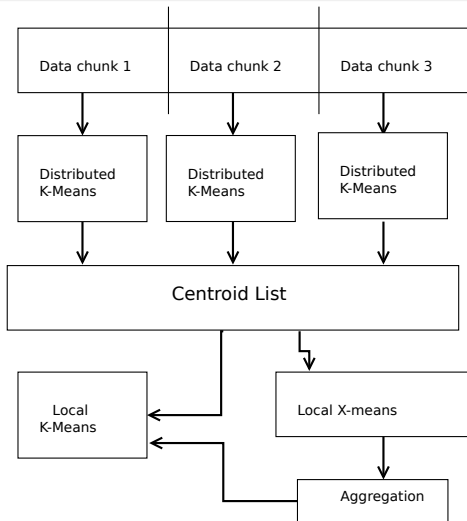 Data chunk 1
Data chunk 2
Data chunk 3
Distributed
K-Means
Distributed
K-Means
Distributed
K-Means
Centroid List
Local
K-Means
Local X-means
Aggregation